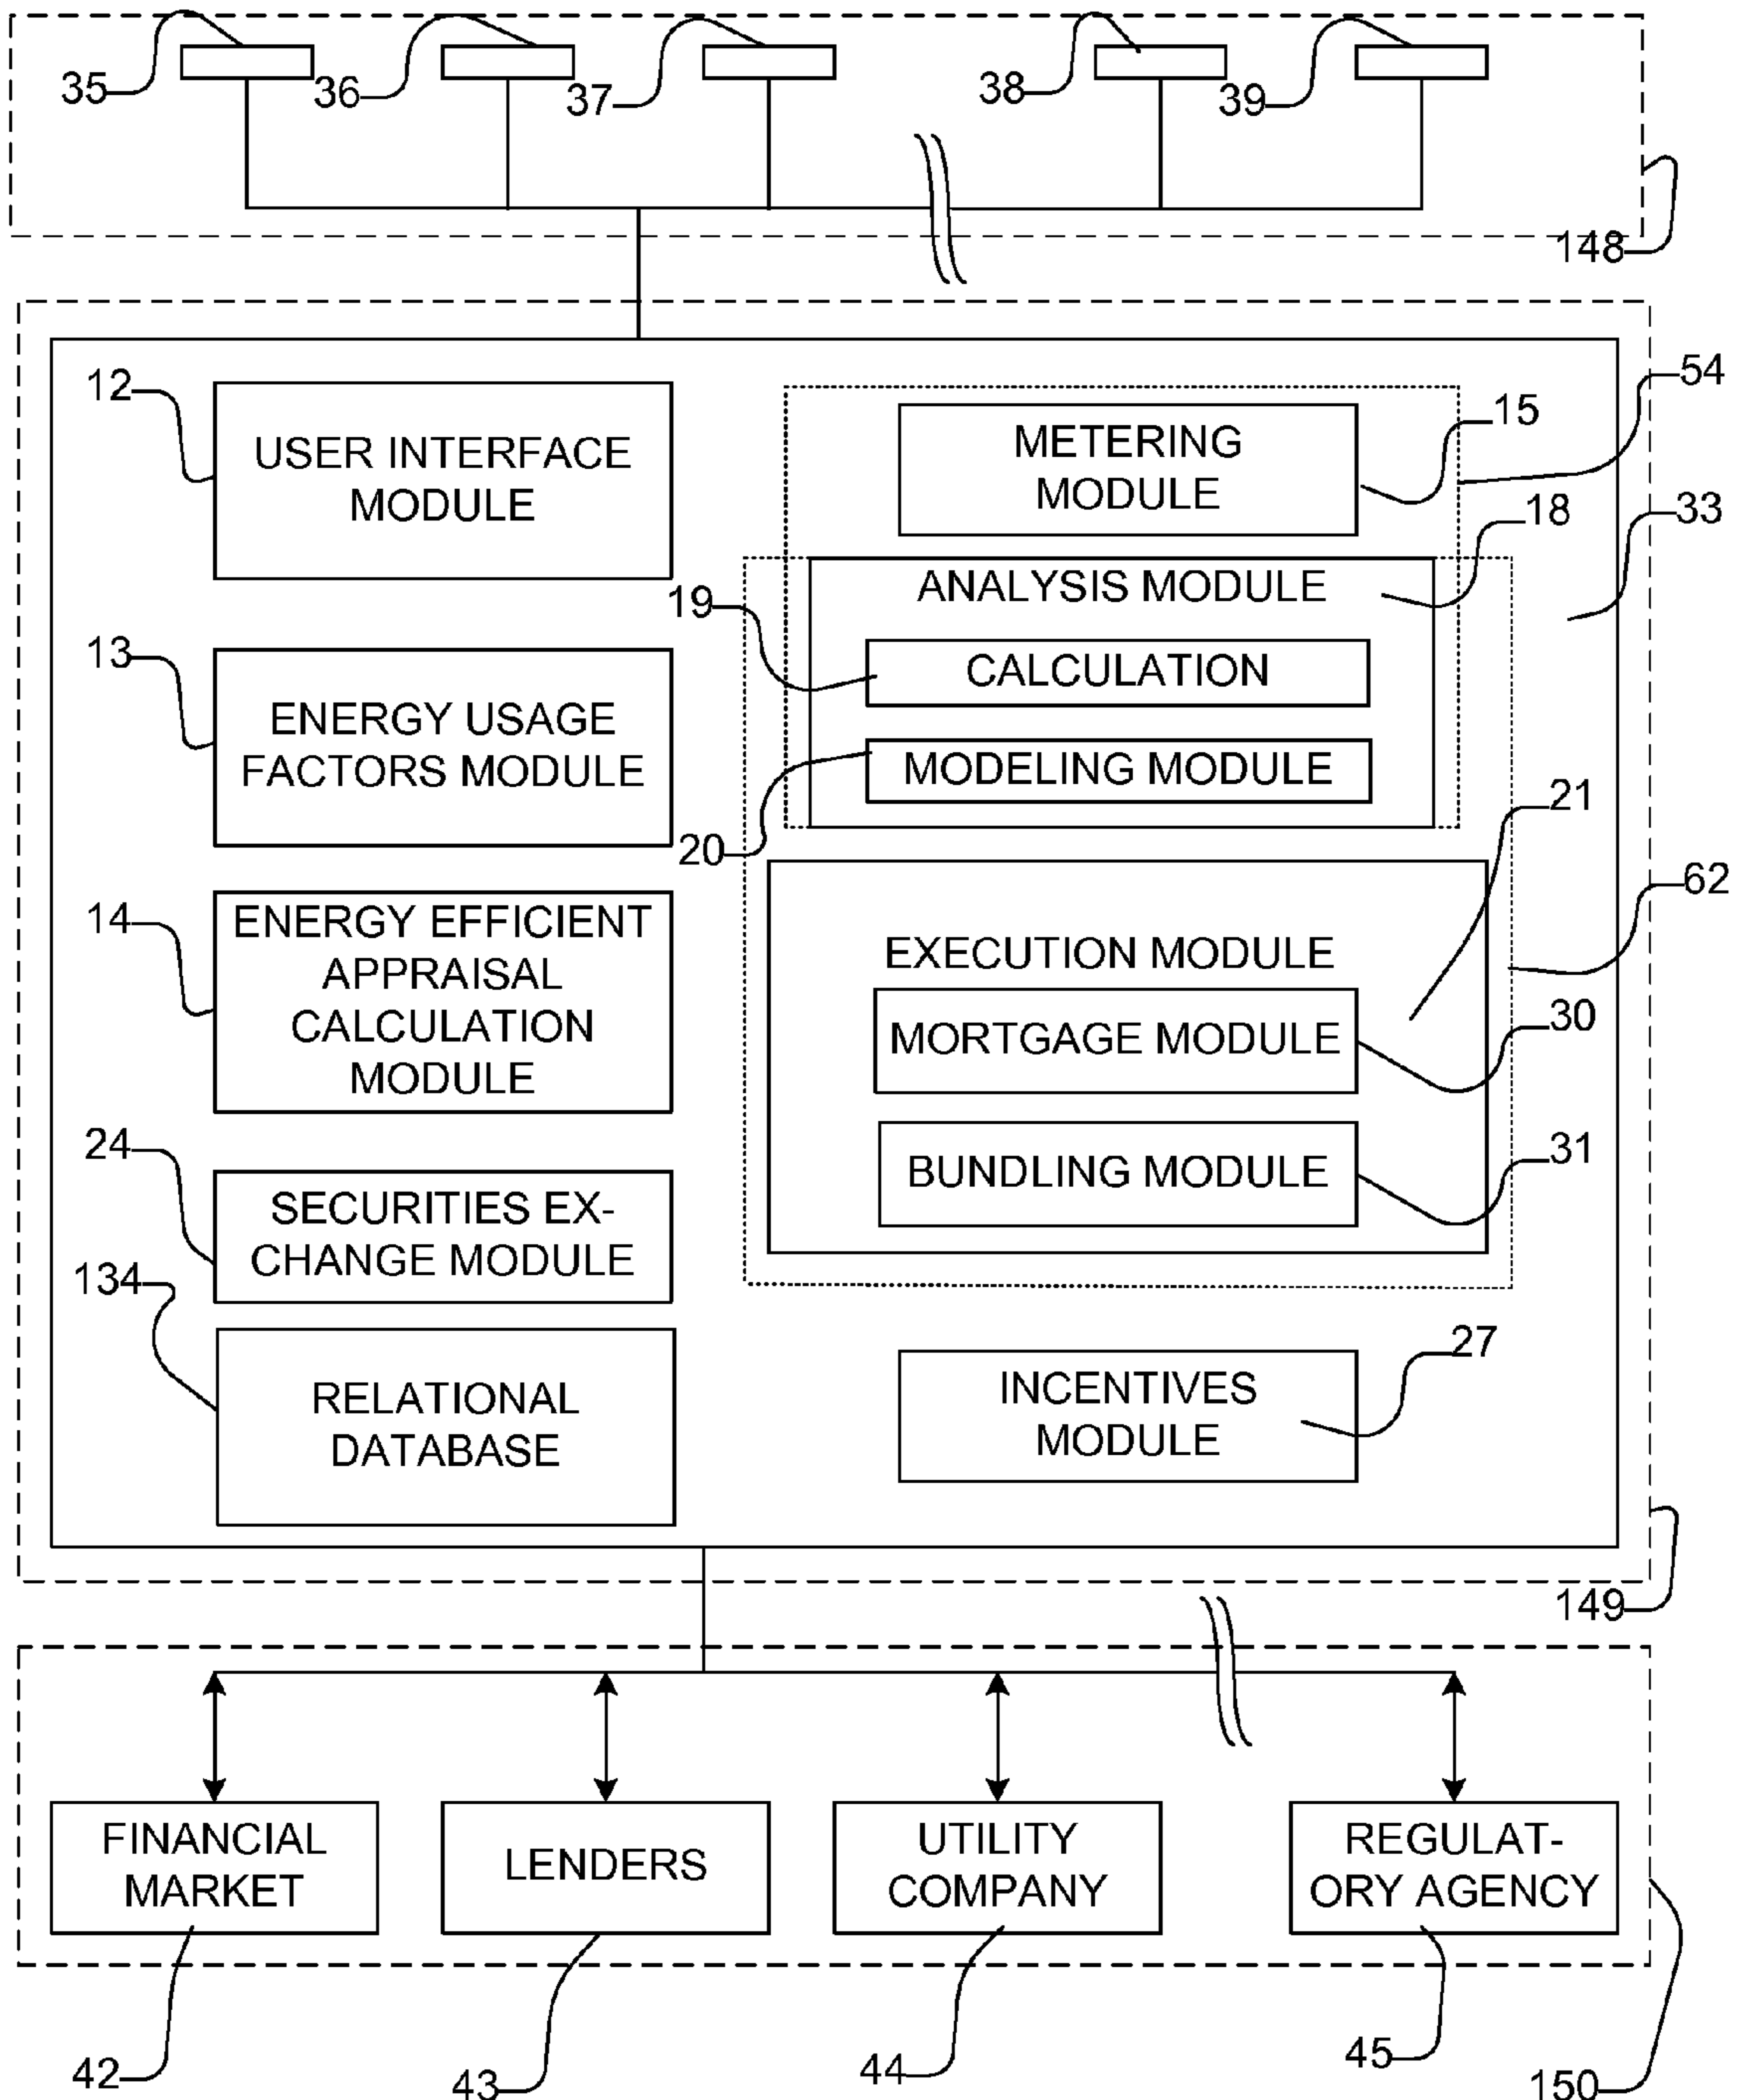 35
36
37
38
39
148
12
USER INTERFACE
MODULE
54
15
METERING
MODULE
18
33
ANALYSIS MODULE
19
CALCULATION
13
ENERGY USAGE
FACTORS MODULE
MODELING MODULE
20
21
62
14
ENERGY EFFICIENT
APPRAISAL
CALCULATION
MODULE
EXECUTION MODULE
MORTGAGE MODULE
30
24
SECURITIES EX-
CHANGE MODULE
BUNDLING MODULE
31
134
RELATIONAL
DATABASE
27
INCENTIVES
MODULE
149
FINANCIAL
MARKET
LENDERS
UTILITY
COMPANY
REGULAT-
ORY AGENCY
42
43
44
45
150